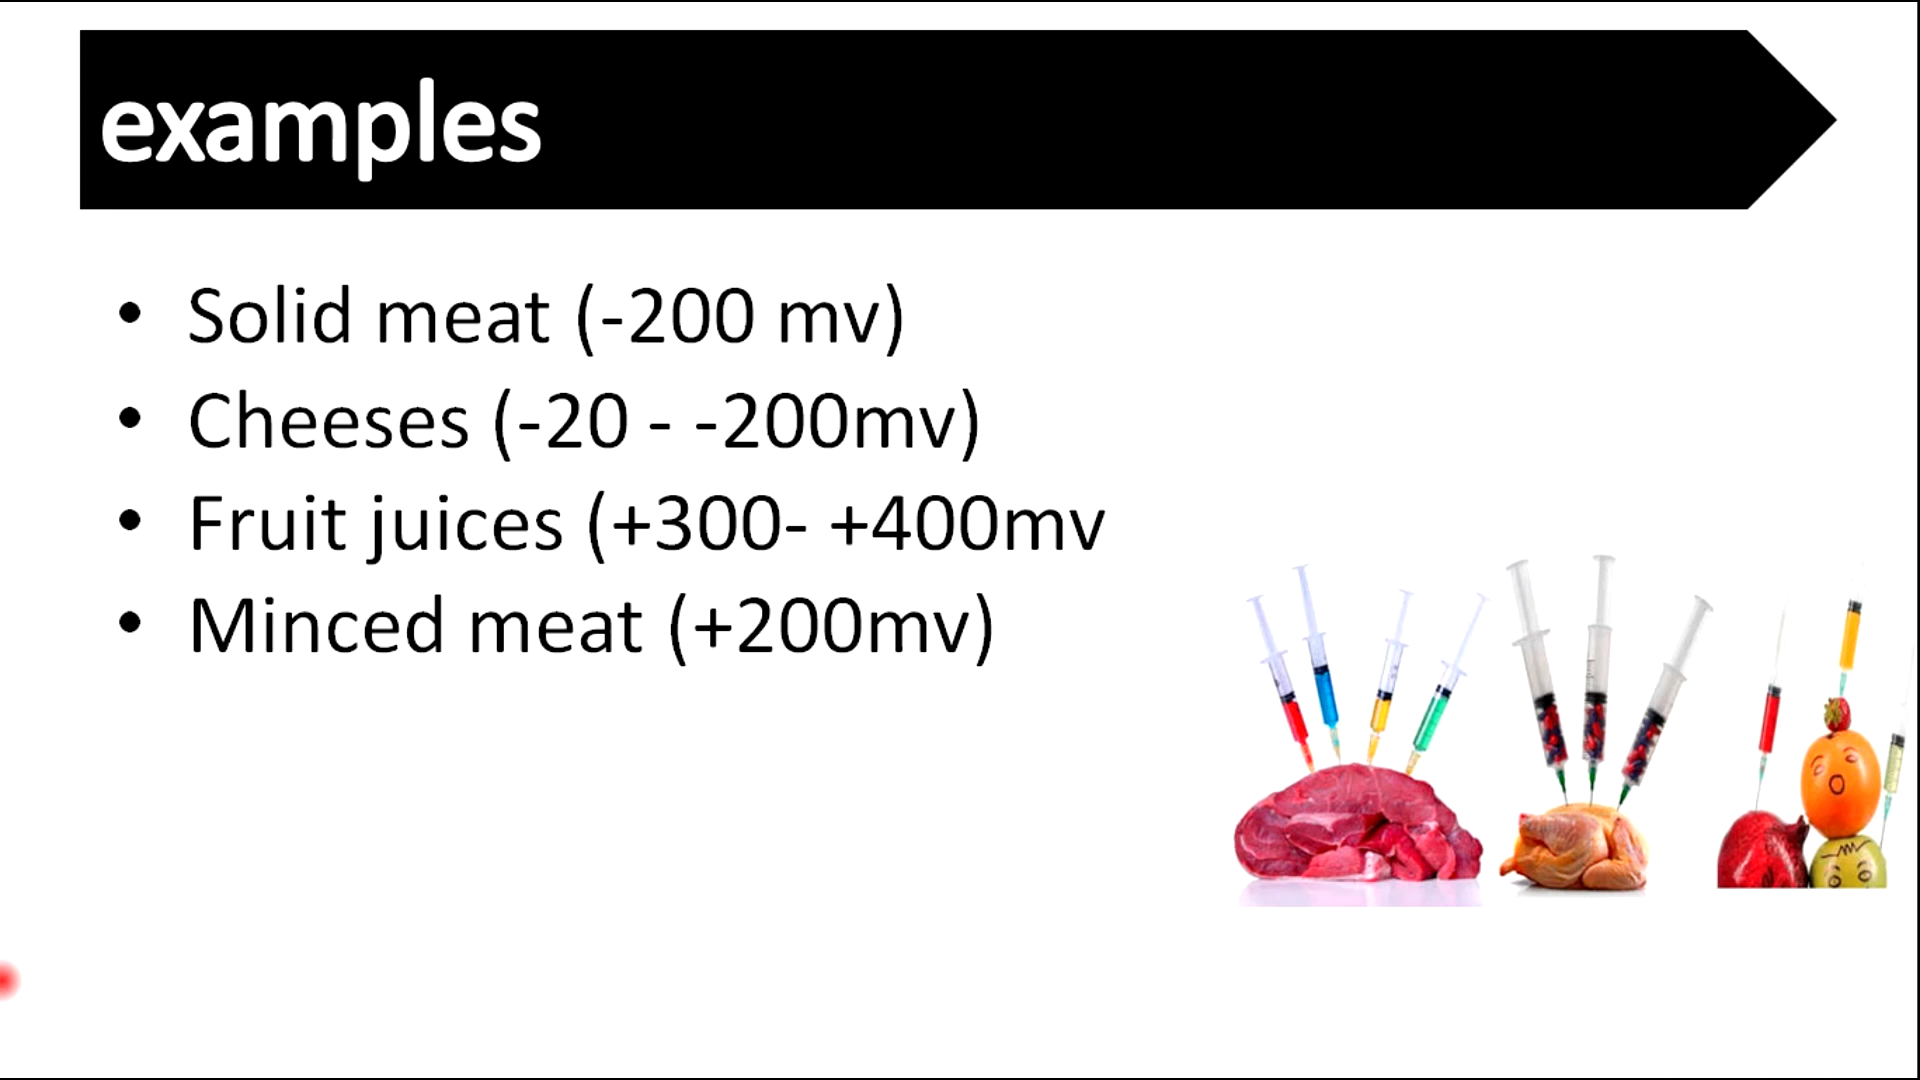 examples
• Solid meat (-200 mv)
• Cheeses (-20 - -200mv)
• Fruit juices (+300- +400mv
• Minced meat (+200mv)